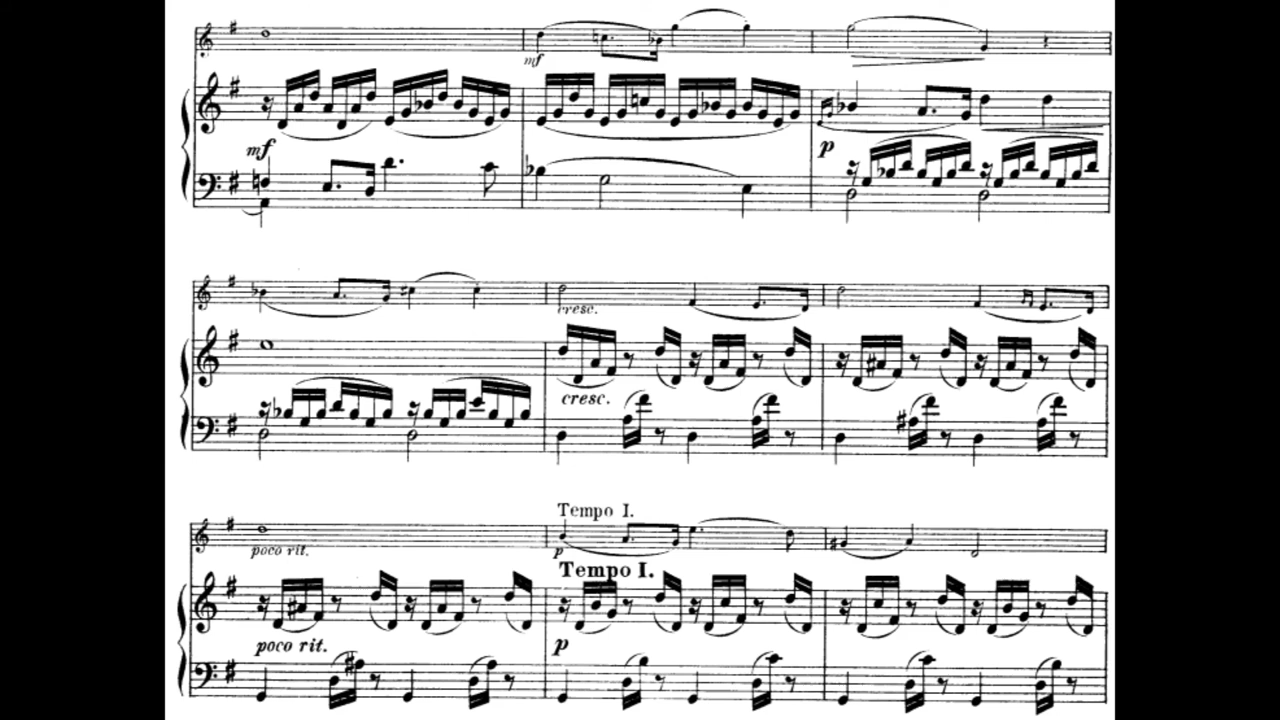 mf
mf
p
cresc.
cresc.
Tempo I.
poco rit.
p
Tempo I.
poco rit.
p